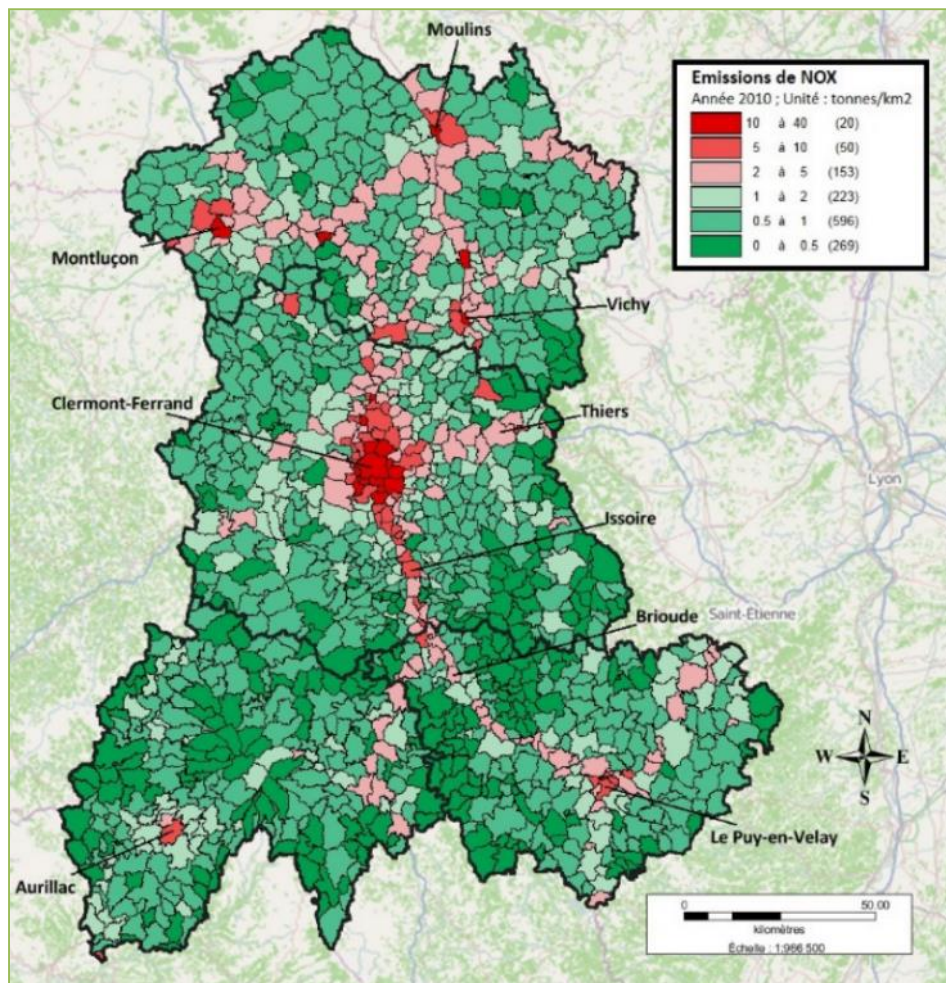 Moulins
Emissions de NOX
Année 2010 ; Unité : tonnes/km2
10 à 40 (20)
5 à 10 (50)
2 à 5 (153)
1 à 2 (223)
0.5 à 1 (596)
0 à 0.5 (269)
Montluçon
Vichy
Clermont-Ferrand
Thiers
Lyon
Issoire
Saint-Étienne
Brioude
N
W E
S
Le Puy-en-Velay
Aurillac
0 50.00
kilomètres
Échelle : 1:966 500